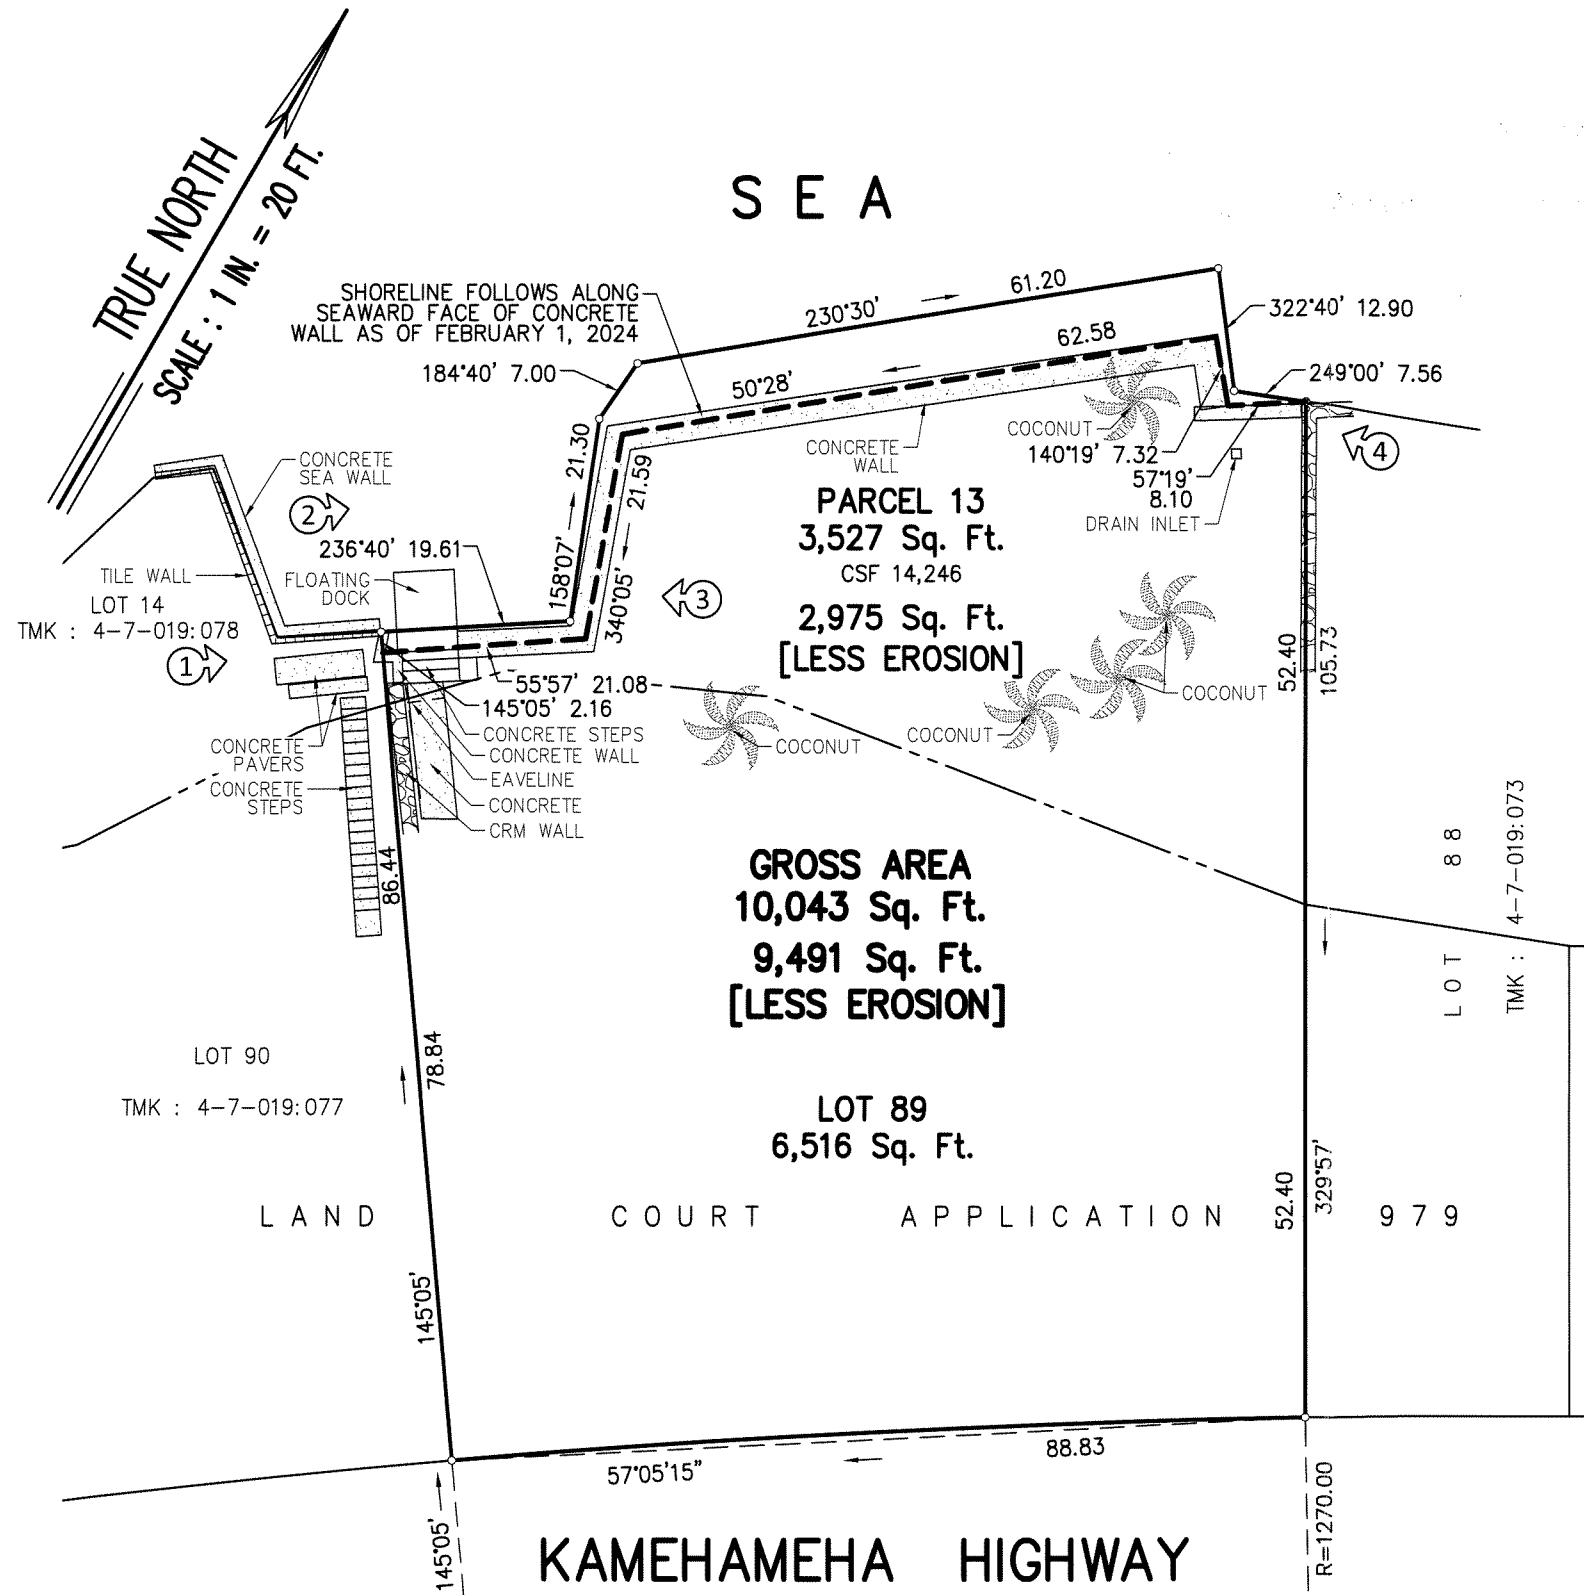 TRUE NORTH
SCALE : 1 IN. = 20 FT.
SEA
SHORELINE FOLLOWS ALONG
SEAWARD FACE OF CONCRETE
WALL AS OF FEBRUARY 1, 2024
184°40' 7.00
230°30'
61.20
322°40' 12.90
62.58
50°28'
249°00' 7.56
COCONUT
140°19' 7.32
57°19'
8.10
DRAIN INLET
4
CONCRETE
WALL
CONCRETE
SEA WALL
2
21.30
158°07'
21.59
340°05'
236°40' 19.61
TILE WALL
FLOATING
DOCK
LOT 14
TMK : 4-7-019:078
1
3
PARCEL 13
3,527 Sq. Ft.
CSF 14,246
2,975 Sq. Ft.
[LESS EROSION]
52.40
105.73
55°57' 21.08
145°05' 2.16
CONCRETE STEPS
CONCRETE WALL
EAVELINE
CONCRETE
CRM WALL
CONCRETE
PAVERS
CONCRETE
STEPS
COCONUT
COCONUT
COCONUT
86.44
GROSS AREA
10,043 Sq. Ft.
9,491 Sq. Ft.
[LESS EROSION]
LOT 88
TMK : 4-7-019:073
LOT 90
TMK : 4-7-019:077
78.84
LOT 89
6,516 Sq. Ft.
52.40
329°57'
LAND COURT APPLICATION 979
145°05'
57°05'15"
88.83
145°05'
KAMEHAMEHA HIGHWAY
R=1270.00